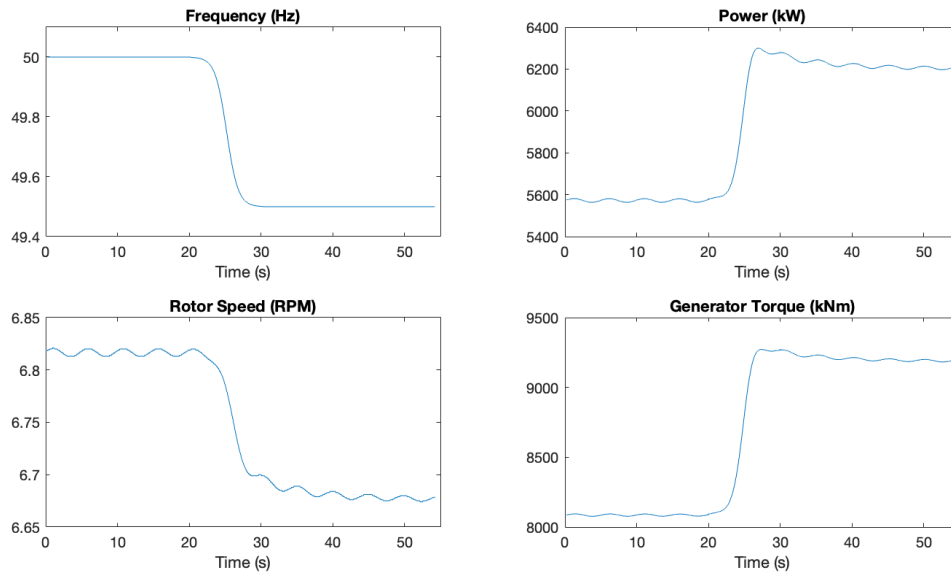 Frequency (Hz)
50
49.8
49.6
49.4
0 10 20 30 40 50
Time (s)
Power (kW)
6400
6200
6000
5800
5600
5400
0 10 20 30 40 50
Time (s)
Rotor Speed (RPM)
6.85
6.8
6.75
6.7
6.65
0 10 20 30 40 50
Time (s)
Generator Torque (kNm)
9500
9000
8500
8000
0 10 20 30 40 50
Time (s)